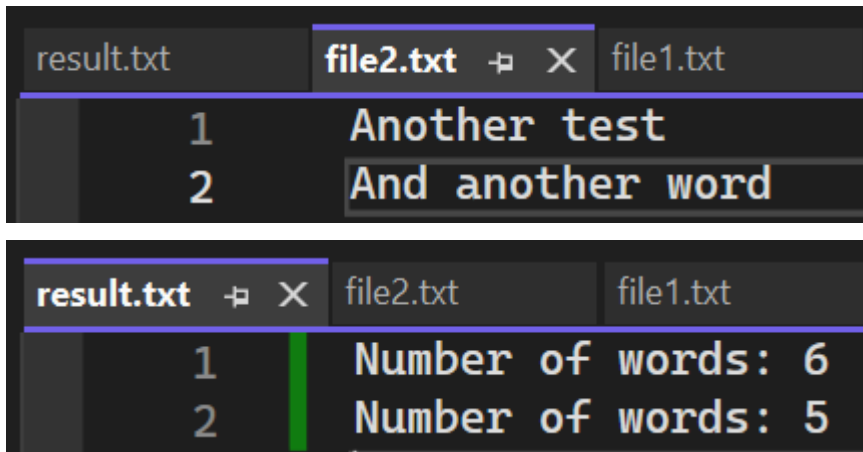 result.txt file2.txt file1.txt
1 Another test
2 And another word
result.txt file2.txt file1.txt
1 Number of words: 6
2 Number of words: 5